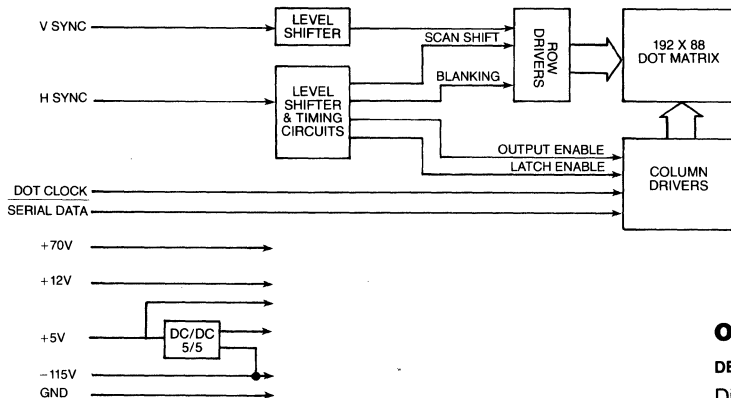 V SYNC
LEVEL
SHIFTER
SCAN SHIFT
ROW
DRIVERS
192 X 88
DOT MATRIX
H SYNC
LEVEL
SHIFTER
& TIMING
CIRCUITS
BLANKING
OUTPUT ENABLE
LATCH ENABLE
COLUMN
DRIVERS
DOT CLOCK
SERIAL DATA
+70V
+12V
+5V
DC/DC
5/5
-115V
GND